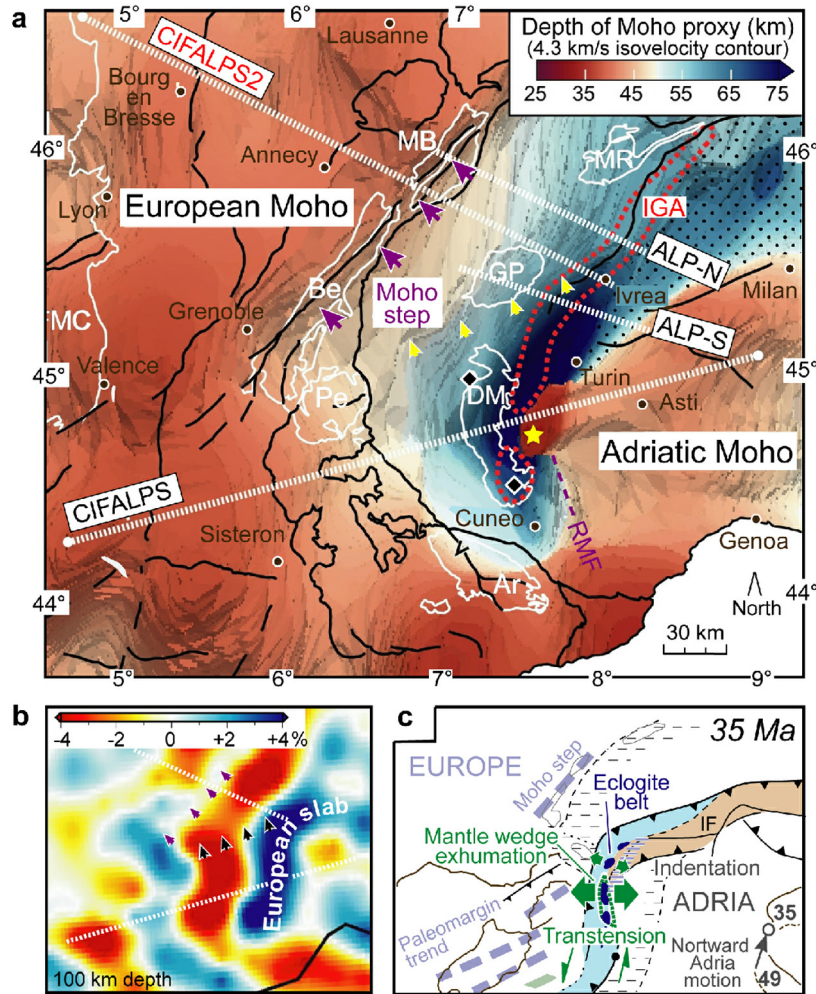 a
5°
6°
7°
Depth of Moho proxy (km)
(4.3 km/s isovelocity contour)
25 35 45 55 65 75
CIFALPS2
Lausanne
Bourg
en
Bresse
46°
MB
MR
46°
Annecy
Lyon
European Moho
IGA
ALP-N
GP
Ivrea
Milan
Moho
step
Be
MC
Grenoble
ALP-S
Valence
45°
Turin
45°
Pe
DM
Asti
Adriatic Moho
CIFALPS
Cuneo
RMF
Sisteron
Genoa
Ar
44°
North
44°
30 km
5°
6°
7°
8°
9°
b
-4 -2 0 +2 +4 %
European slab
100 km depth
c
35 Ma
EUROPE
Moho step
Eclogite
belt
Mantle wedge
exhumation
IF
Indentation
ADRIA
Paleomargin
trend
Transtension
35
Nortward
Adria
motion
49